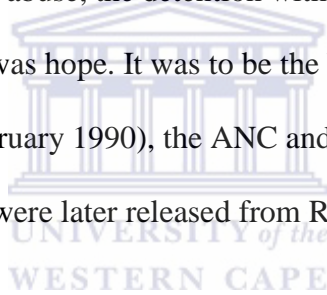 abuse, the detention with
was hope. It was to be the
ruary 1990), the ANC and
were later released from R
UNIVERSITY of the
WESTERN CAPE